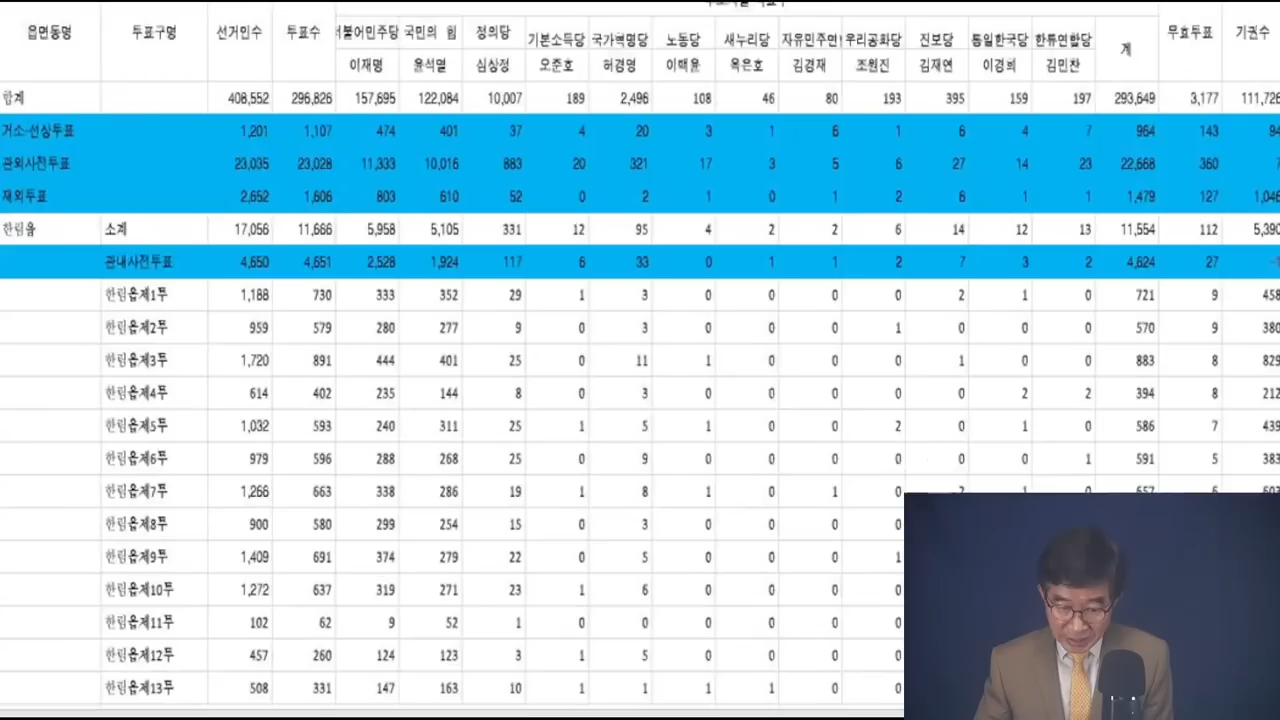 읍면동명 투표구명 선거인수 투표수 더불어민주당 국민의 힘 정의당 기본소득당 국가혁명당 노동당 새누리당 자유민주연 우리공화당 진보당 통일한국당 한류연합당 계 무효투표 기권수
이재명 윤석열 심상정 오준호 허경영 이백윤 옥은호 김경재 조원진 김재연 이경희 김민찬
합계 408,552 296,826 157,695 122,084 10,007 189 2,496 108 46 80 193 395 159 197 293,649 3,177 111,726
거소·선상투표 1,201 1,107 474 401 37 4 20 3 1 6 1 6 4 7 964 143 94
관외사전투표 23,035 23,028 11,333 10,016 883 20 321 17 3 5 6 27 14 23 22,668 360 7
재외투표 2,652 1,606 803 610 52 0 2 1 0 1 2 6 1 1 1,479 127 1,046
한림읍 소계 17,056 11,666 5,958 5,105 331 12 95 4 2 2 6 14 12 13 11,554 112 5,390
관내사전투표 4,650 4,651 2,528 1,924 117 6 33 0 1 1 2 7 3 2 4,624 27 -1
한림읍제1투 1,188 730 333 352 29 1 3 0 0 0 0 2 1 0 721 9 458
한림읍제2투 959 579 280 277 9 0 3 0 0 0 1 0 0 0 570 9 380
한림읍제3투 1,720 891 444 401 25 0 11 1 0 0 0 1 0 0 883 8 829
한림읍제4투 614 402 235 144 8 0 3 0 0 0 0 0 2 2 394 8 212
한림읍제5투 1,032 593 240 311 25 1 5 1 0 0 2 0 1 0 586 7 439
한림읍제6투 979 596 288 268 25 0 9 0 0 0 0 0 0 1 591 5 383
한림읍제7투 1,266 663 338 286 19 1 8 1 0 1 0 2 1 0 657 6 603
한림읍제8투 900 580 299 254 15 0 3 0 0 0 0
한림읍제9투 1,409 691 374 279 22 0 5 0 0 0 1
한림읍제10투 1,272 637 319 271 23 1 6 0 0 0 0
한림읍제11투 102 62 9 52 1 0 0 0 0 0 0
한림읍제12투 457 260 124 123 3 1 5 0 0 0 0
한림읍제13투 508 331 147 163 10 1 1 1 1 0 0